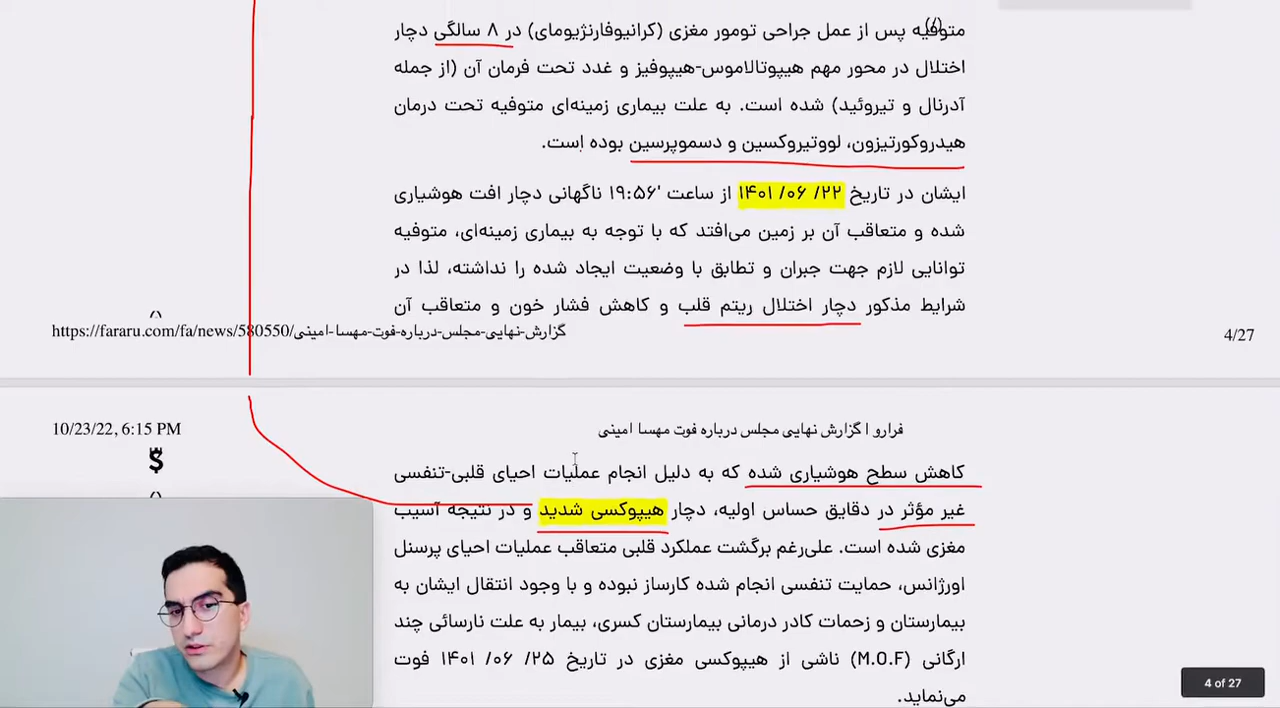 متوفیه پس از عمل جراحی تومور مغزی (کرانیوفارنژیومای) در ۸ سالگی دچار
اختلال در محور مهم هیپوتالاموس-هیپوفیز و غدد تحت فرمان آن (از جمله
آدرنال و تیروئید) شده است. به علت بیماری زمینه‌ای متوفیه تحت درمان
هیدروکورتیزون، لووتیروکسین و دسموپرسین بوده است.
ایشان در تاریخ ۲۲/ ۰۶/ ۱۴۰۱ از ساعت '۱۹:۵۶ ناگهانی دچار افت هوشیاری
شده و متعاقب آن بر زمین می‌افتد که با توجه به بیماری زمینه‌ای، متوفیه
توانایی لازم جهت جبران و تطابق با وضعیت ایجاد شده را نداشته، لذا در
شرایط مذکور دچار اختلال ریتم قلب و کاهش فشار خون و متعاقب آن
https://fararu.com/fa/news/580550/گزارش-نهایی-مجلس-درباره-فوت-مهسا-امینی
4/27
10/23/22, 6:15 PM
فرارو | گزارش نهایی مجلس درباره فوت مهسا امینی
کاهش سطح هوشیاری شده که به دلیل انجام عملیات احیای قلبی-تنفسی
غیر مؤثر در دقایق حساس اولیه، دچار هیپوکسی شدید و در نتیجه آسیب
مغزی شده است. علی‌رغم برگشت عملکرد قلبی متعاقب عملیات احیای پرسنل
اورژانس، حمایت تنفسی انجام شده کارساز نبوده و با وجود انتقال ایشان به
بیمارستان و زحمات کادر درمانی بیمارستان کسری، بیمار به علت نارسائی چند
ارگانی (M.O.F) ناشی از هیپوکسی مغزی در تاریخ ۲۵/ ۰۶/ ۱۴۰۱ فوت
می‌نماید.
4 of 27